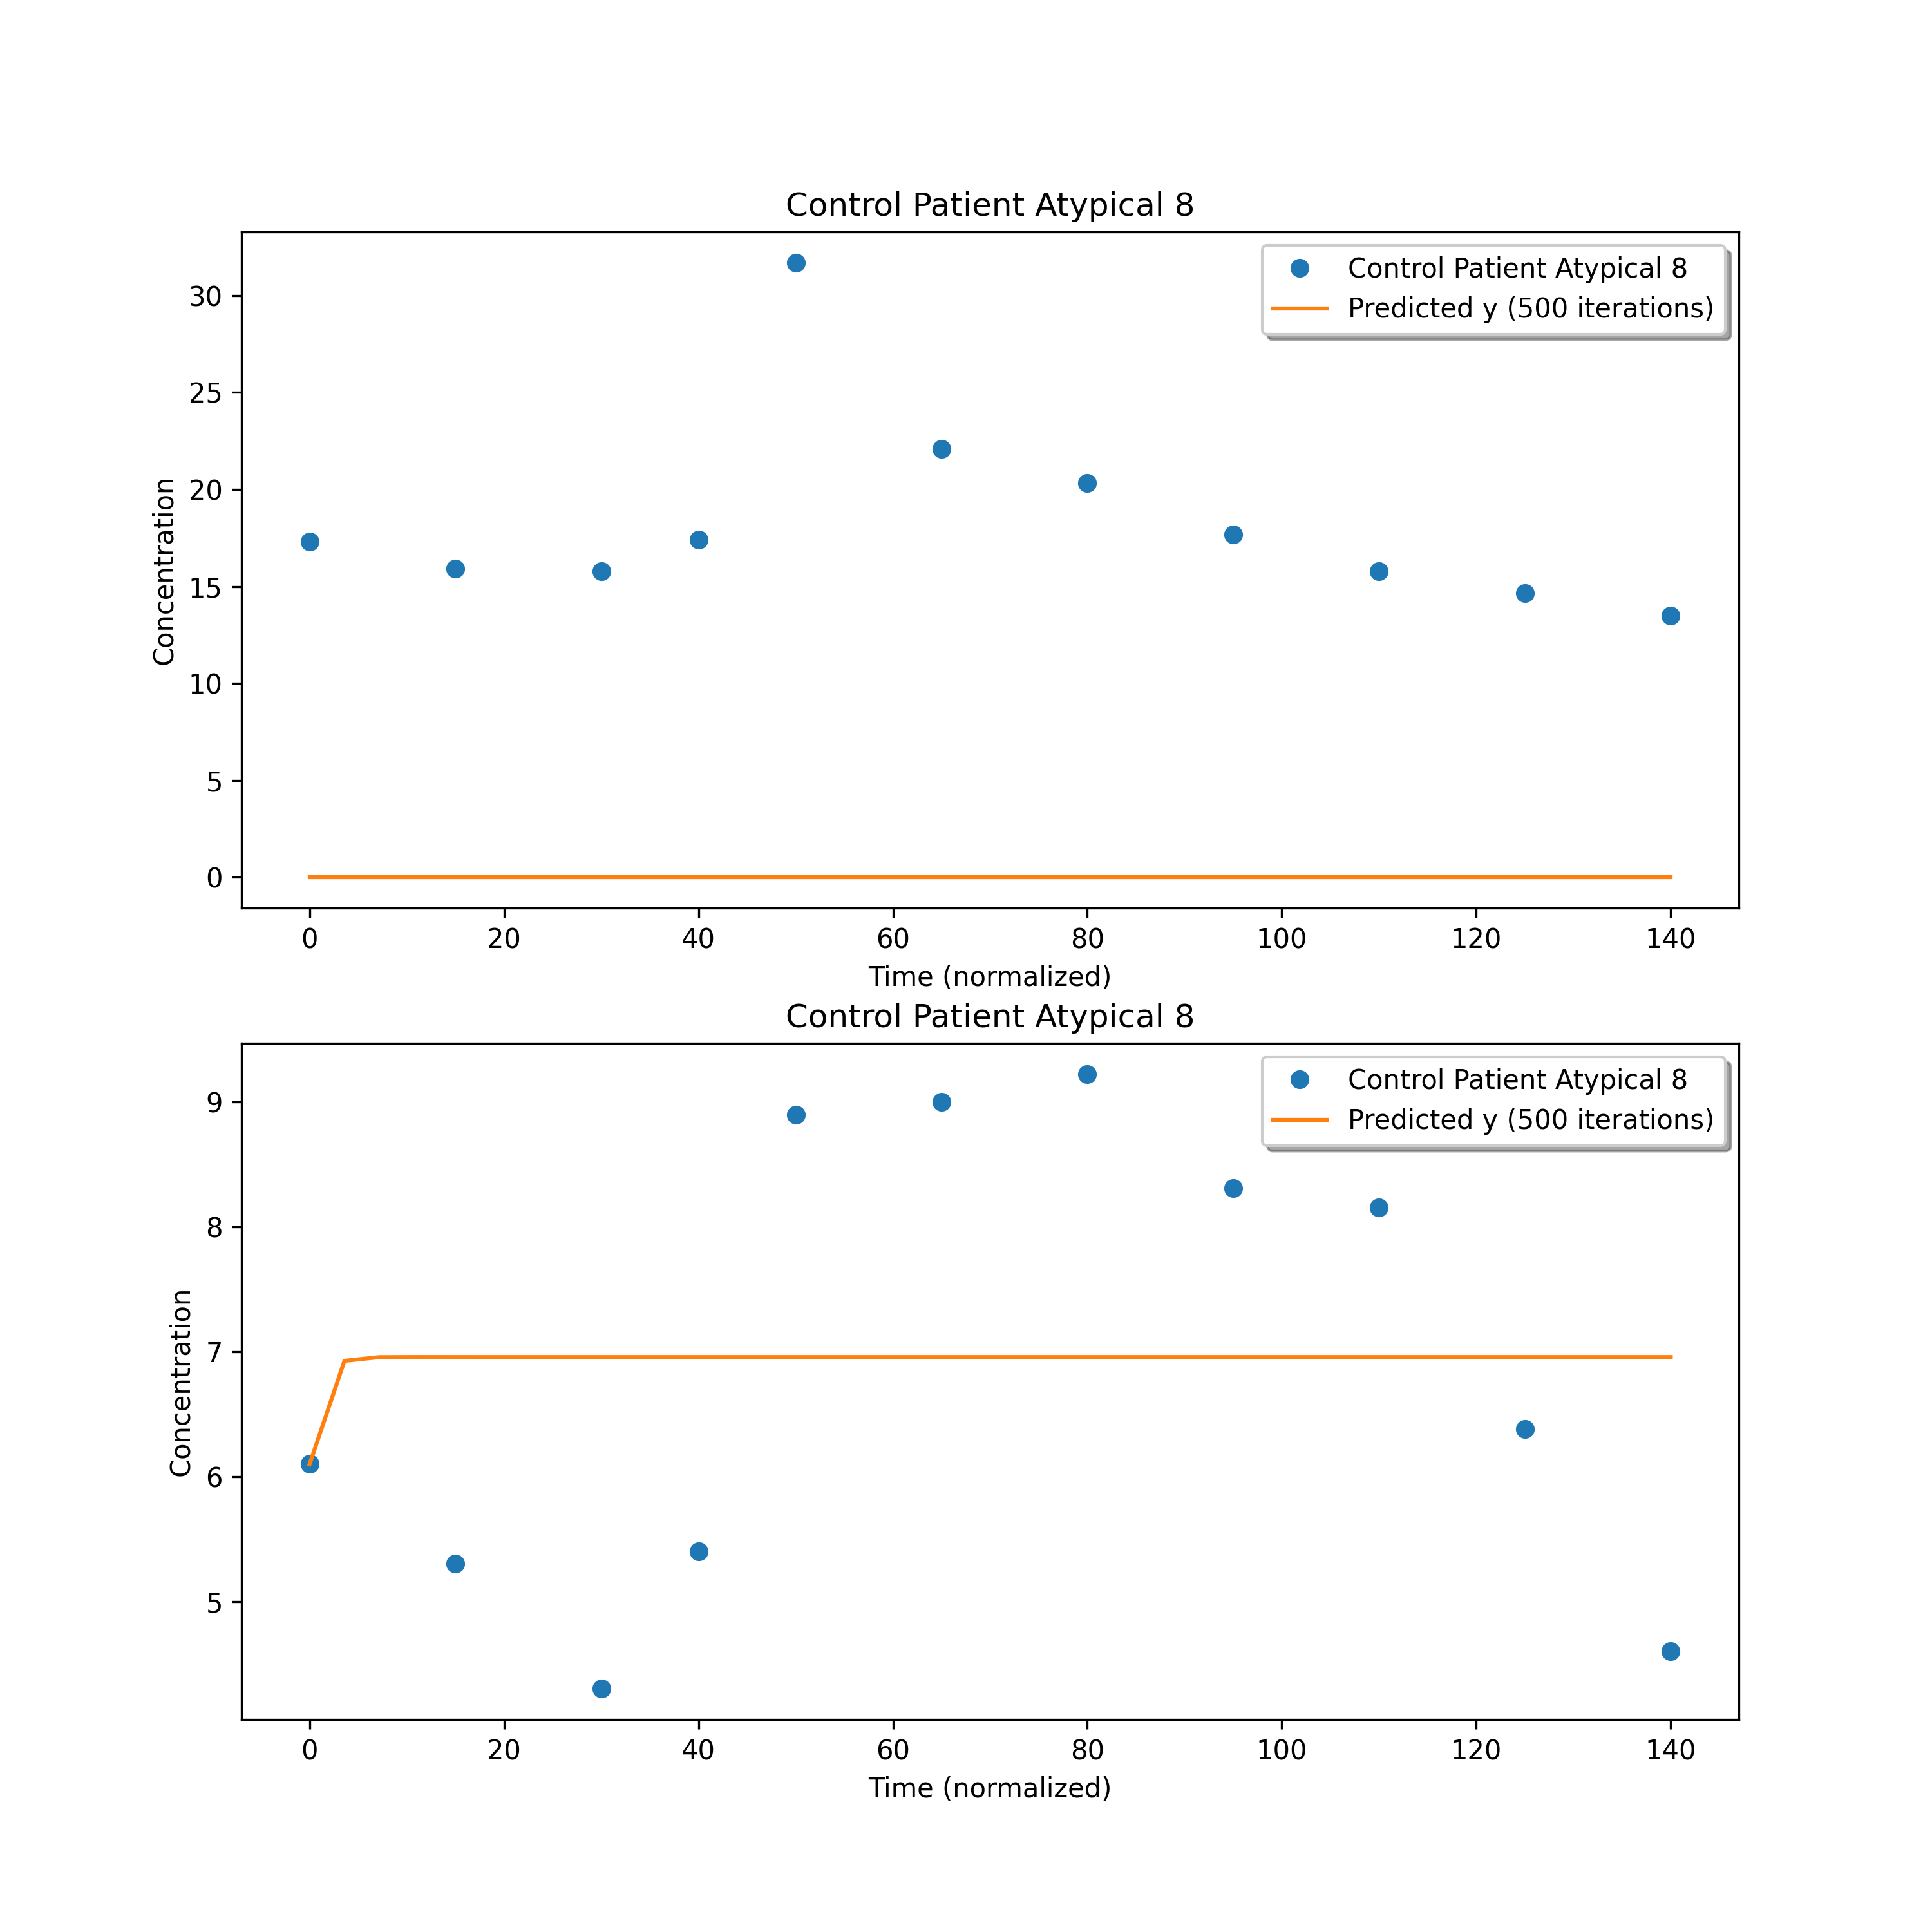 Control Patient Atypical 8
Control Patient Atypical 8
Predicted y (500 iterations)
30
25
20
15
10
5
0
Concentration
0 20 40 60 80 100 120 140
Time (normalized)
Control Patient Atypical 8
Control Patient Atypical 8
Predicted y (500 iterations)
9
8
7
6
5
Concentration
0 20 40 60 80 100 120 140
Time (normalized)